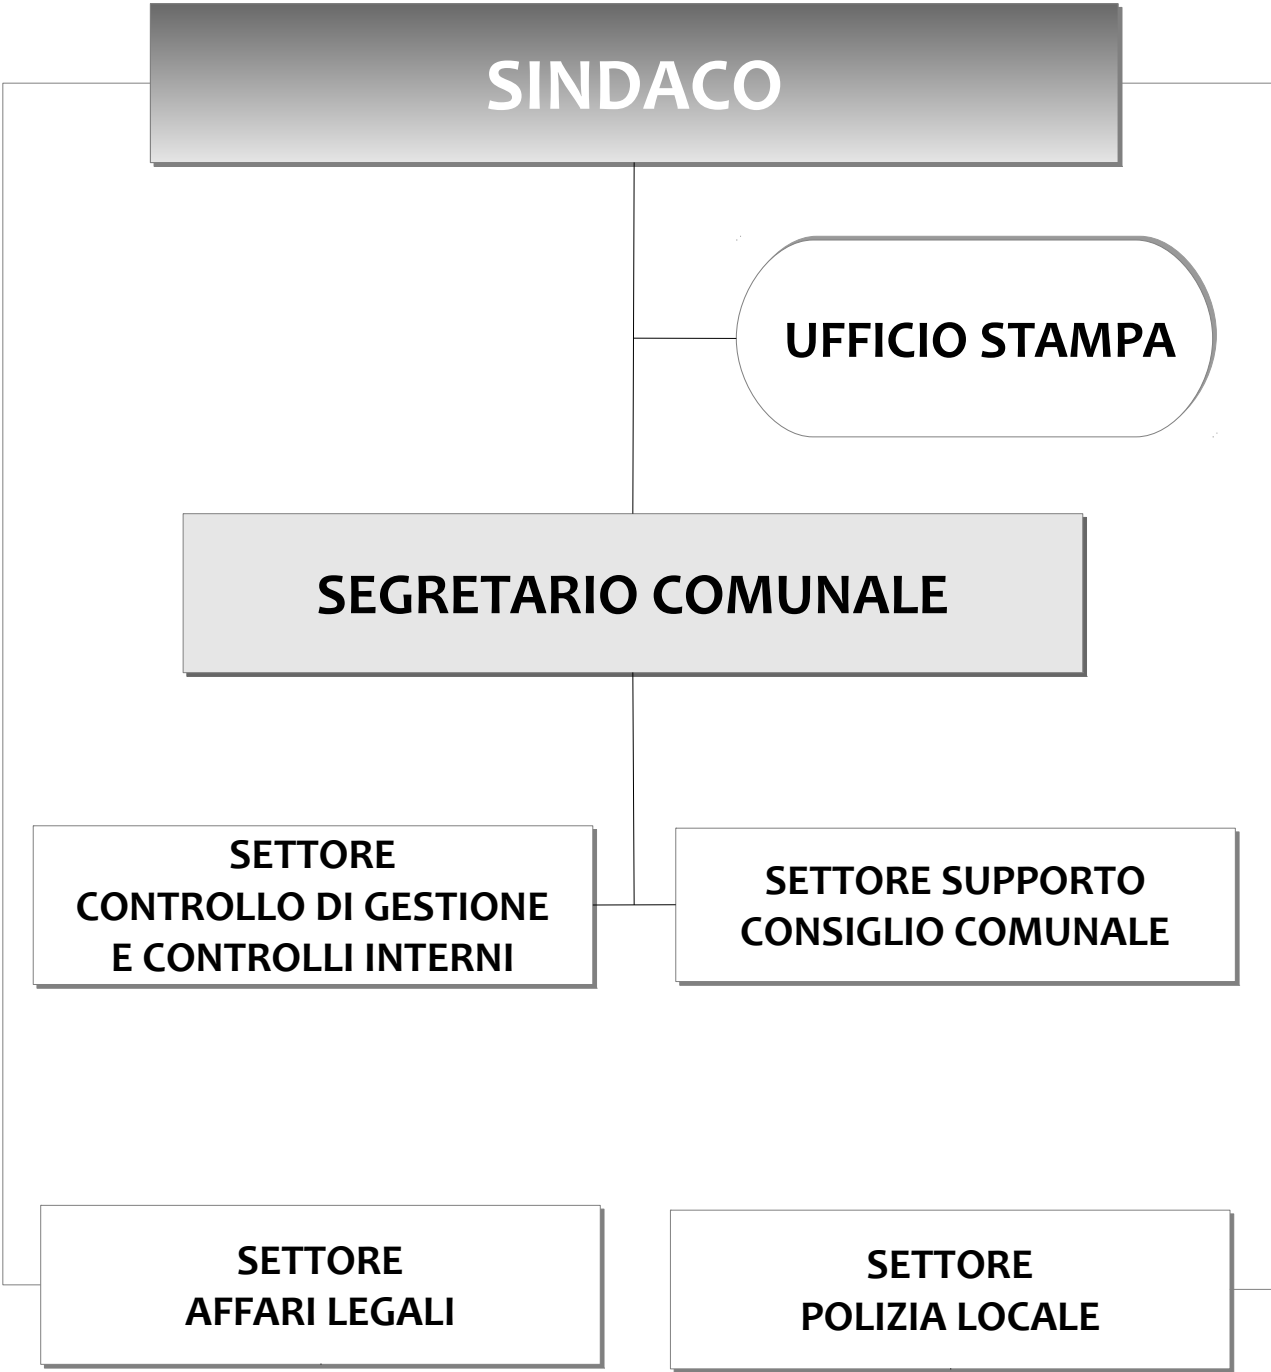 SINDACO
UFFICIO STAMPA
SEGRETARIO COMUNALE
SETTORE
CONTROLLO DI GESTIONE
E CONTROLLI INTERNI
SETTORE SUPPORTO
CONSIGLIO COMUNALE
SETTORE
AFFARI LEGALI
SETTORE
POLIZIA LOCALE